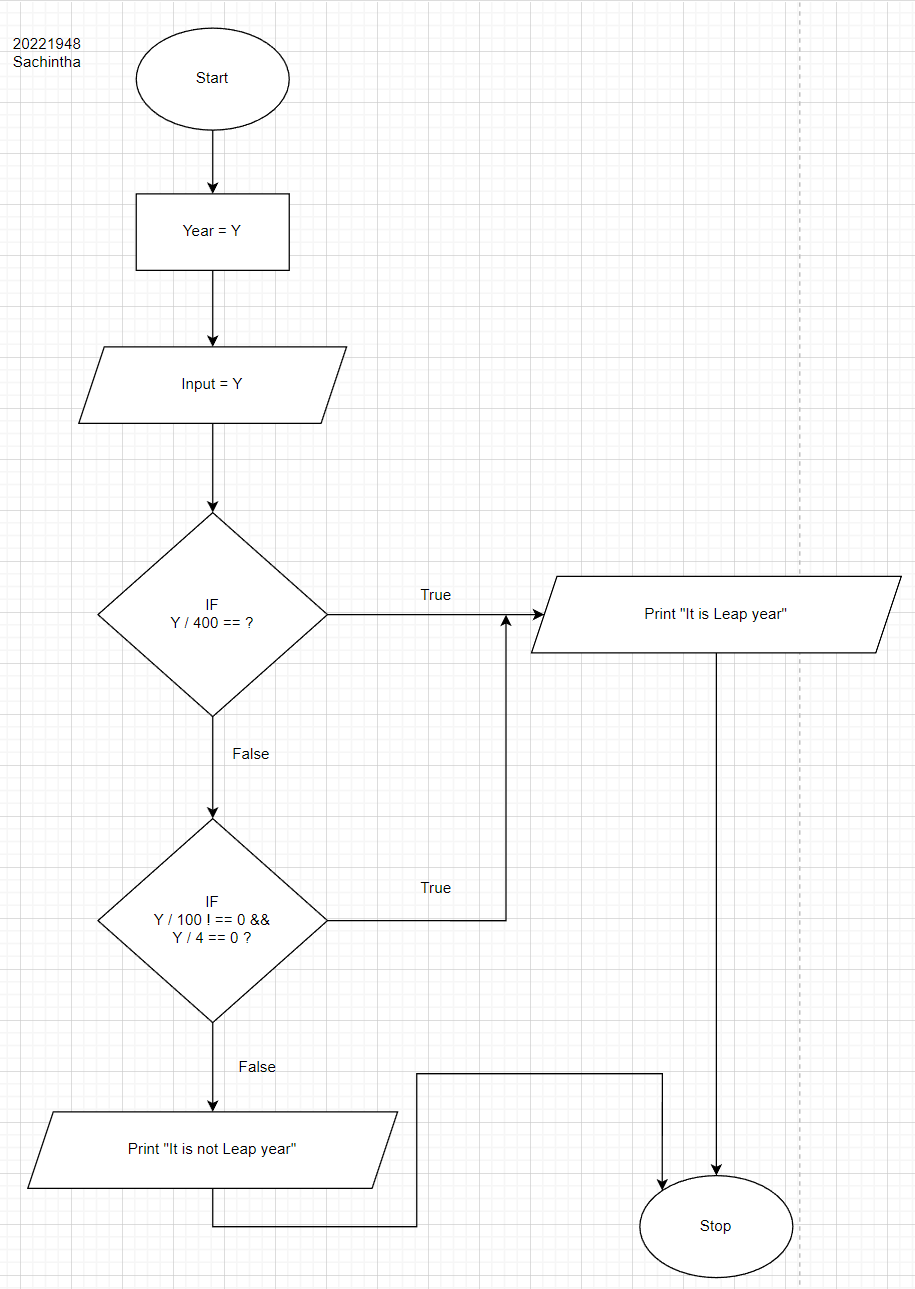 20221948
Sachintha
Start
Year = Y
Input = Y
IF
Y / 400 == ?
True
Print "It is Leap year"
False
IF
Y / 100 ! == 0 &&
Y / 4 == 0 ?
True
False
Print "It is not Leap year"
Stop